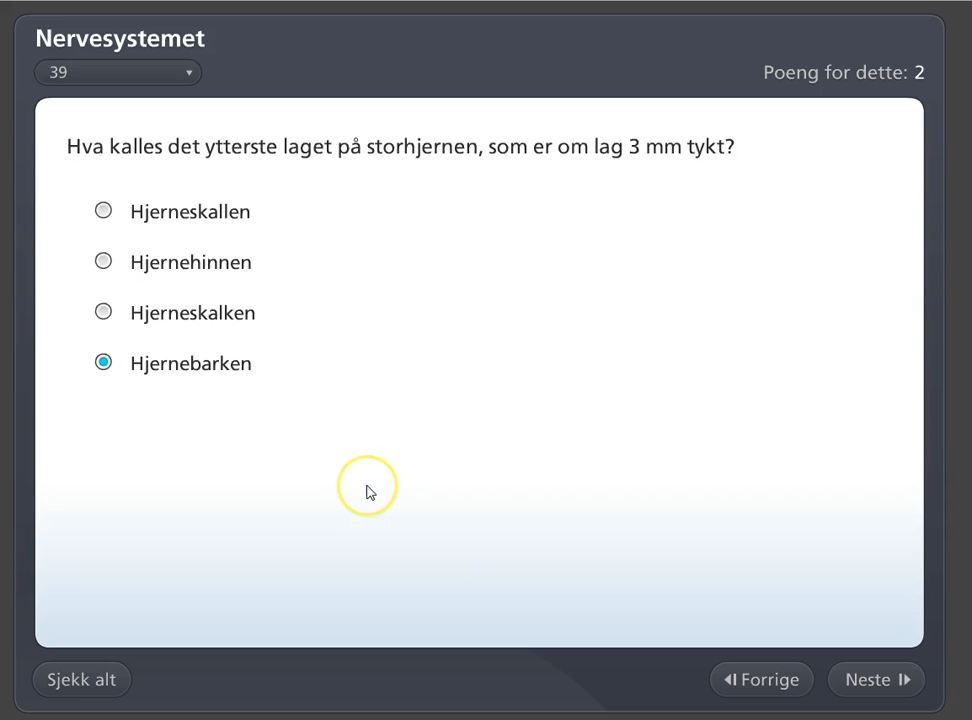 Nervesystemet
39
Poeng for dette: 2
Hva kalles det ytterste laget på storhjernen, som er om lag 3 mm tykt?
Hjerneskallen
Hjernehinnen
Hjerneskalken
Hjernebarken
Sjekk alt
Forrige
Neste